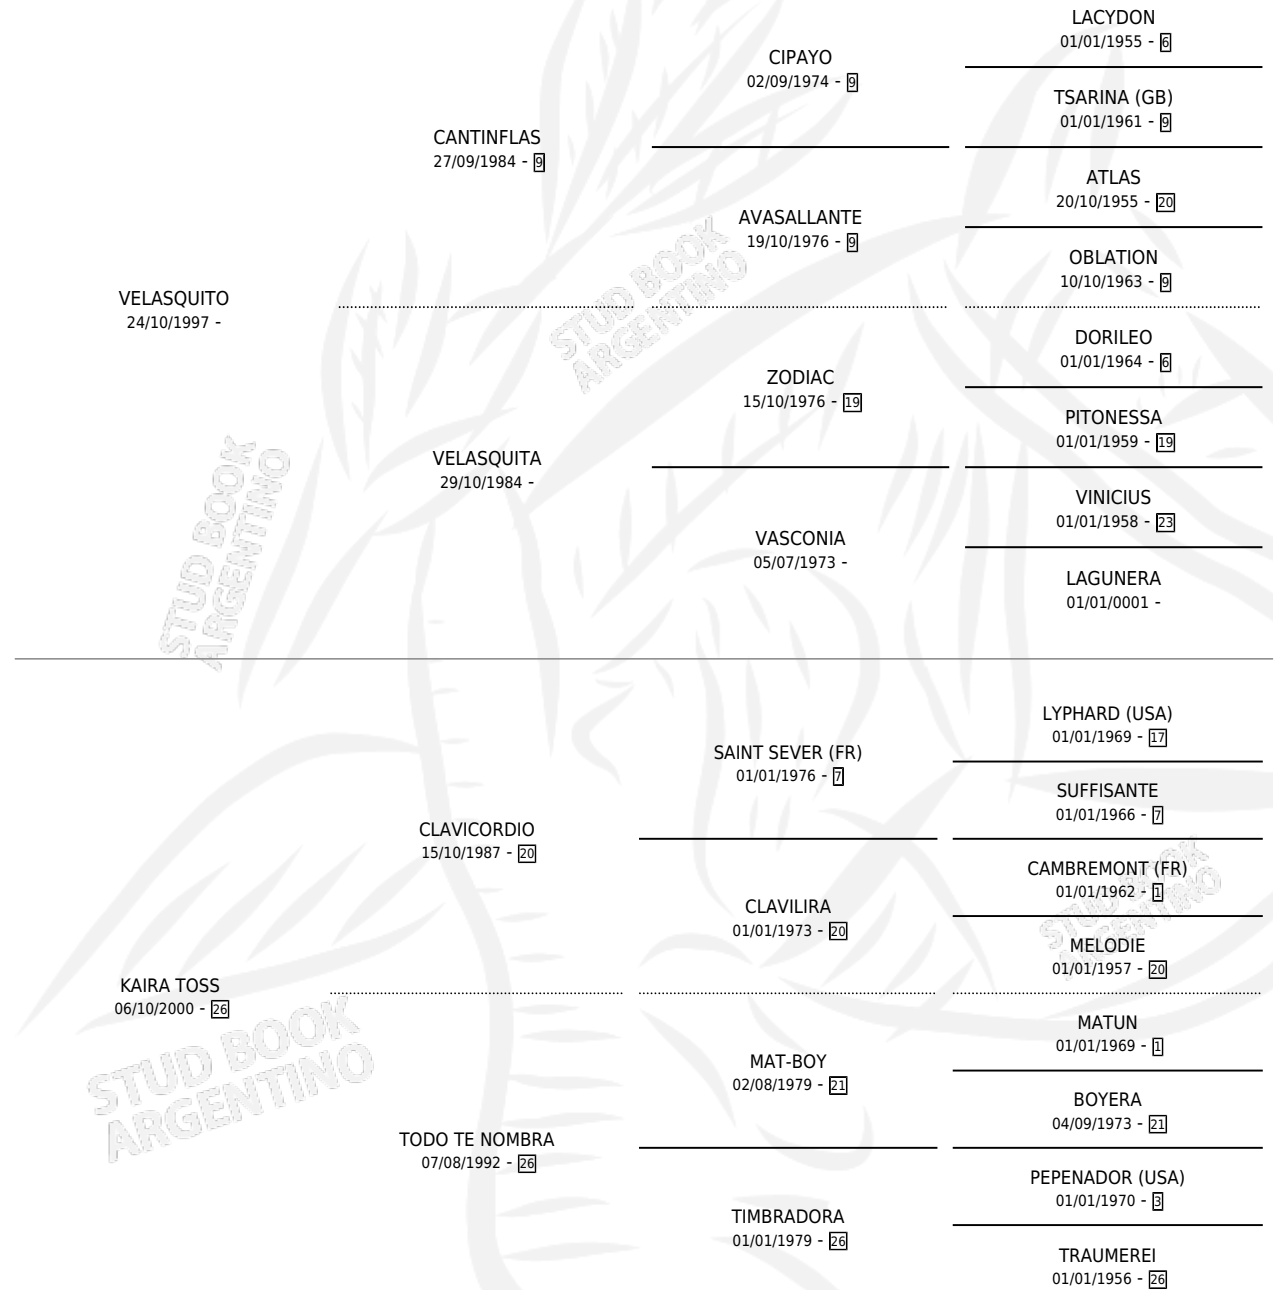 LACYDON
01/01/1955 - 6
CIPAYO
02/09/1974 - 9
TSARINA (GB)
01/01/1961 - 9
CANTINFLAS
27/09/1984 - 9
ATLAS
20/10/1955 - 20
AVASALLANTE
19/10/1976 - 9
OBLATION
10/10/1963 - 9
VELASQUITO
24/10/1997 -
STUD BOOK
ARGENTINO
DORILEO
01/01/1964 - 6
ZODIAC
15/10/1976 - 19
PITONESSA
01/01/1959 - 19
VELASQUITA
29/10/1984 -
VINICIUS
01/01/1958 - 23
VASCONIA
05/07/1973 -
LAGUNERA
01/01/0001 -
STUD BOOK
ARGENTINO
LYPHARD (USA)
01/01/1969 - 17
SAINT SEVER (FR)
01/01/1976 - 7
SUFFISANTE
01/01/1966 - 7
CLAVICORDIO
15/10/1987 - 20
CAMBREMONT (FR)
01/01/1962 - 1
CLAVILIRA
01/01/1973 - 20
STUD BOOK
ARGENTINO
MELODIE
01/01/1957 - 20
KAIRA TOSS
06/10/2000 - 26
MATUN
01/01/1969 - 1
MAT-BOY
02/08/1979 - 21
STUD BOOK
ARGENTINO
BOYERA
04/09/1973 - 21
TODO TE NOMBRA
07/08/1992 - 26
PEPENADOR (USA)
01/01/1970 - 3
TIMBRADORA
01/01/1979 - 26
TRAUMEREI
01/01/1956 - 26